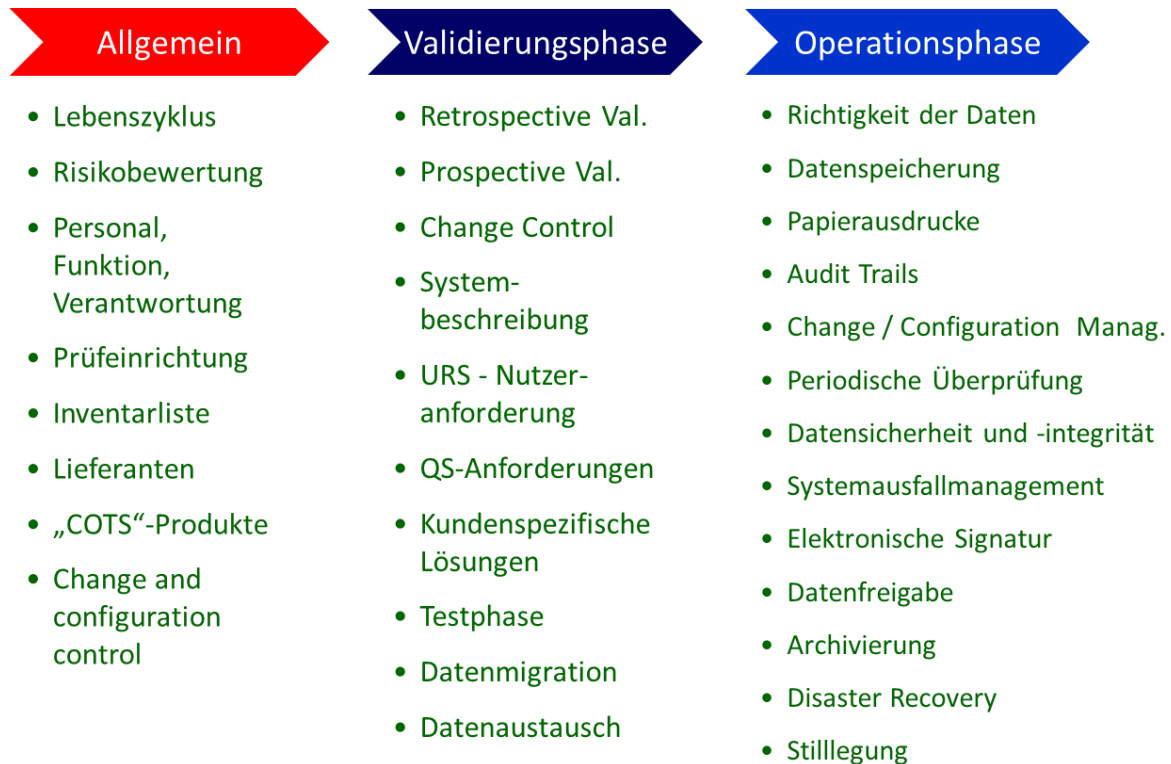 Allgemein
• Lebenszyklus
• Risikobewertung
• Personal,
Funktion,
Verantwortung
• Prüfeinrichtung
• Inventarliste
• Lieferanten
• „COTS“-Produkte
• Change and
configuration
control
Validierungsphase
• Retrospective Val.
• Prospective Val.
• Change Control
• System-
beschreibung
• URS - Nutzer-
anforderung
• QS-Anforderungen
• Kundenspezifische
Lösungen
• Testphase
• Datenmigration
• Datenaustausch
Operationsphase
• Richtigkeit der Daten
• Datenspeicherung
• Papierausdrucke
• Audit Trails
• Change / Configuration Manag.
• Periodische Überprüfung
• Datensicherheit und -integrität
• Systemausfallmanagement
• Elektronische Signatur
• Datenfreigabe
• Archivierung
• Disaster Recovery
• Stilllegung